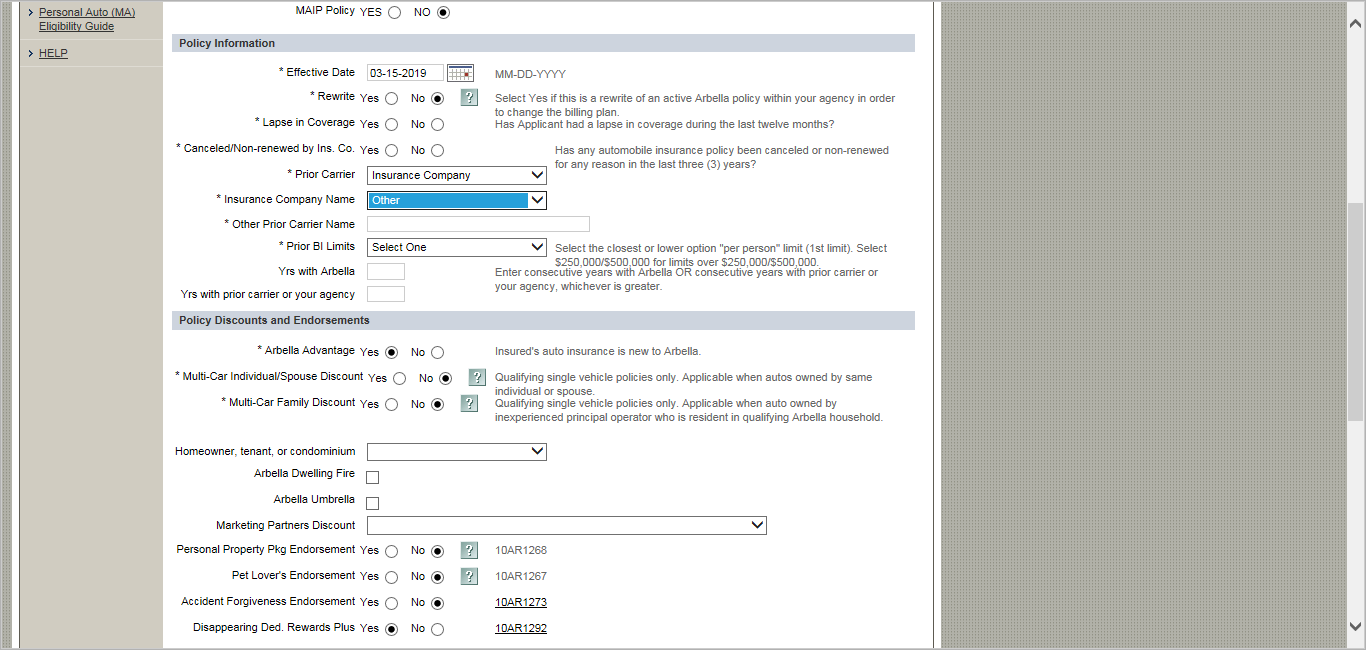 Personal Auto (MA)
Eligibility Guide
HELP
MAIP Policy YES NO
Policy Information
* Effective Date 03-15-2019 MM-DD-YYYY
* Rewrite Yes No ? Select Yes if this is a rewrite of an active Arbella policy within your agency in order
to change the billing plan.
* Lapse in Coverage Yes No Has Applicant had a lapse in coverage during the last twelve months?
* Canceled/Non-renewed by Ins. Co. Yes No Has any automobile insurance policy been canceled or non-renewed
for any reason in the last three (3) years?
* Prior Carrier Insurance Company
* Insurance Company Name Other
* Other Prior Carrier Name
* Prior BI Limits Select One Select the closest or lower option "per person" limit (1st limit). Select
$250,000/$500,000 for limits over $250,000/$500,000.
Yrs with Arbella Enter consecutive years with Arbella OR consecutive years with prior carrier or
your agency, whichever is greater.
Yrs with prior carrier or your agency
Policy Discounts and Endorsements
* Arbella Advantage Yes No Insured's auto insurance is new to Arbella.
* Multi-Car Individual/Spouse Discount Yes No ? Qualifying single vehicle policies only. Applicable when autos owned by same
individual or spouse.
* Multi-Car Family Discount Yes No ? Qualifying single vehicle policies only. Applicable when auto owned by
inexperienced principal operator who is resident in qualifying Arbella household.
Homeowner, tenant, or condominium
Arbella Dwelling Fire
Arbella Umbrella
Marketing Partners Discount
Personal Property Pkg Endorsement Yes No ? 10AR1268
Pet Lover's Endorsement Yes No ? 10AR1267
Accident Forgiveness Endorsement Yes No 10AR1273
Disappearing Ded. Rewards Plus Yes No 10AR1292